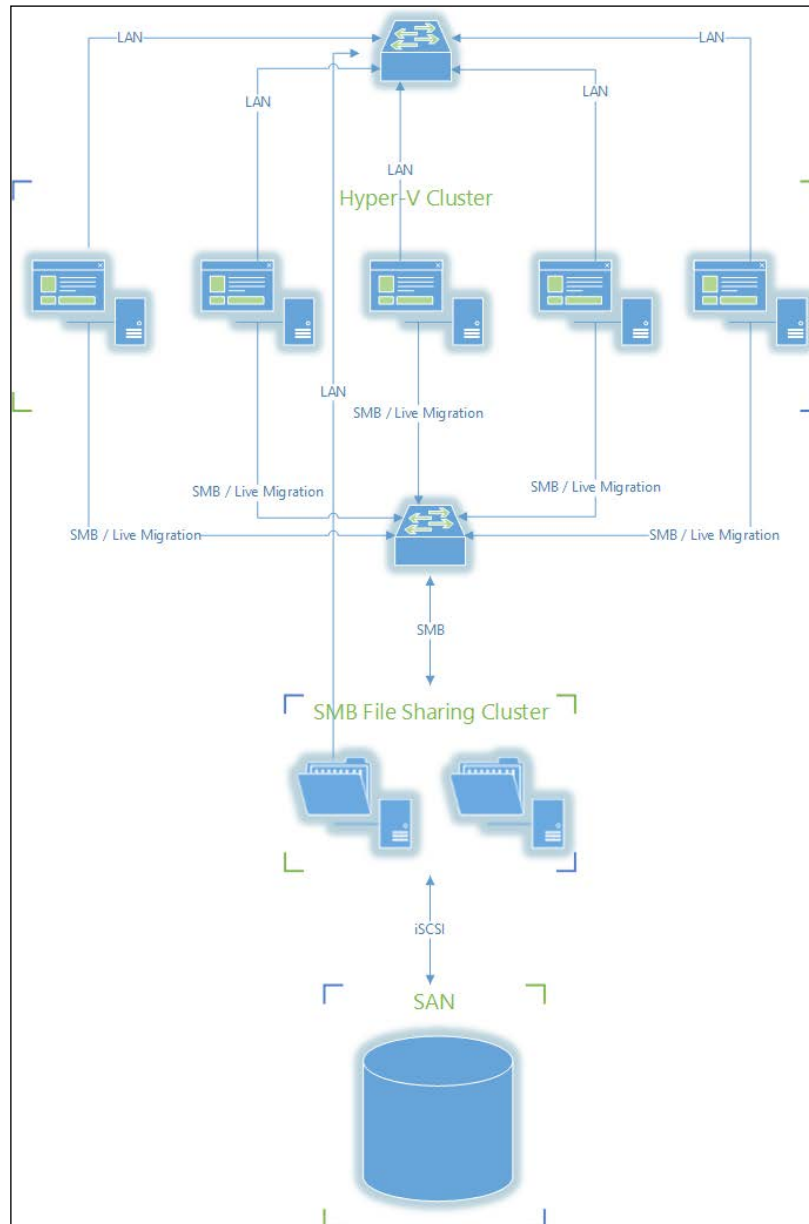 LAN
LAN
LAN
LAN
LAN
Hyper-V Cluster
LAN
SMB / Live Migration
SMB / Live Migration
SMB / Live Migration
SMB / Live Migration
SMB / Live Migration
SMB
SMB File Sharing Cluster
iSCSI
SAN